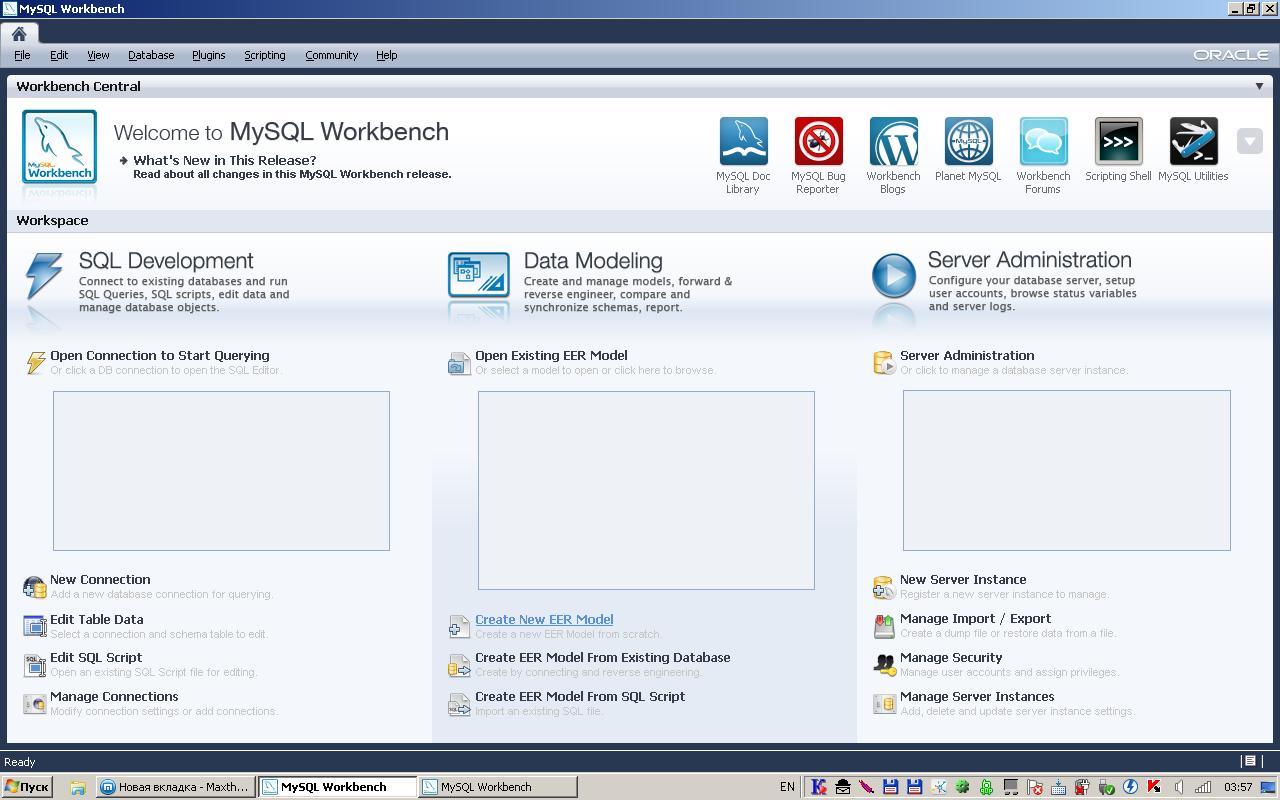 MySQL Workbench
File Edit View Database Plugins Scripting Community Help
ORACLE
Workbench Central
MySQL
Workbench
Welcome to MySQL Workbench
What's New in This Release?
Read about all changes in this MySQL Workbench release.
MySQL Doc
Library
MySQL Bug
Reporter
Workbench
Blogs
MySQL
Planet MySQL
Workbench
Forums
>>>
Scripting Shell
MySQL Utilities
Workspace
SQL Development
Connect to existing databases and run
SQL Queries, SQL scripts, edit data and
manage database objects.
Open Connection to Start Querying
Or click a DB connection to open the SQL Editor.
New Connection
Add a new database connection for querying.
Edit Table Data
Select a connection and schema table to edit.
SQL
Edit SQL Script
Open an existing SQL Script file for editing.
Manage Connections
Modify connection settings or add connections.
Data Modeling
Create and manage models, forward &
reverse engineer, compare and
synchronize schemas, report.
Open Existing EER Model
Or select a model to open or click here to browse.
Create New EER Model
Create a new EER Model from scratch.
Create EER Model From Existing Database
Create by connecting and reverse engineering.
SQL
Create EER Model From SQL Script
Import an existing SQL file.
Server Administration
Configure your database server, setup
user accounts, browse status variables
and server logs.
Server Administration
Or click to manage a database server instance.
New Server Instance
Register a new server instance to manage.
Manage Import / Export
Create a dump file or restore data from a file.
Manage Security
Manage user accounts and assign privileges.
Manage Server Instances
Add, delete and update server instance settings.
Ready
Пуск
Новая вкладка - Maxth...
MySQL Workbench
MySQL Workbench
EN
03:57